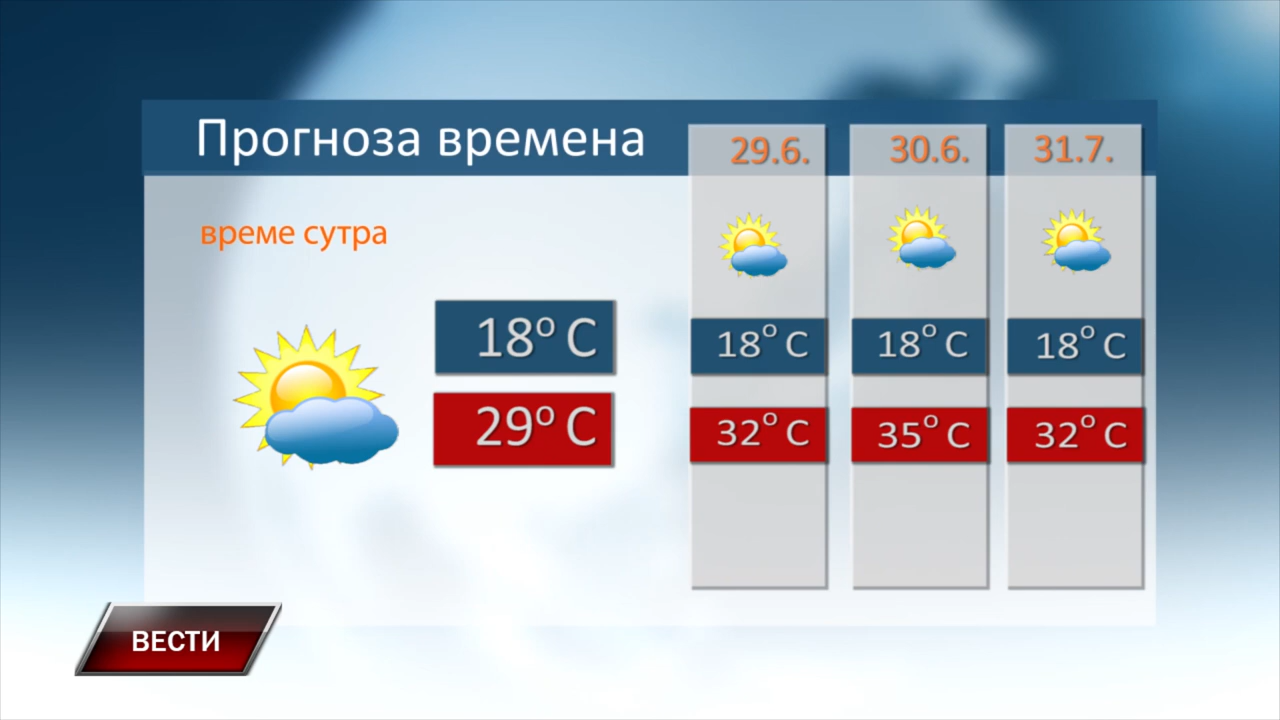 Прогноза времена
време сутра
18° C
29° C
29.6. 30.6. 31.7.
18° C 18° C 18° C
32° C 35° C 32° C
ВЕСТИ